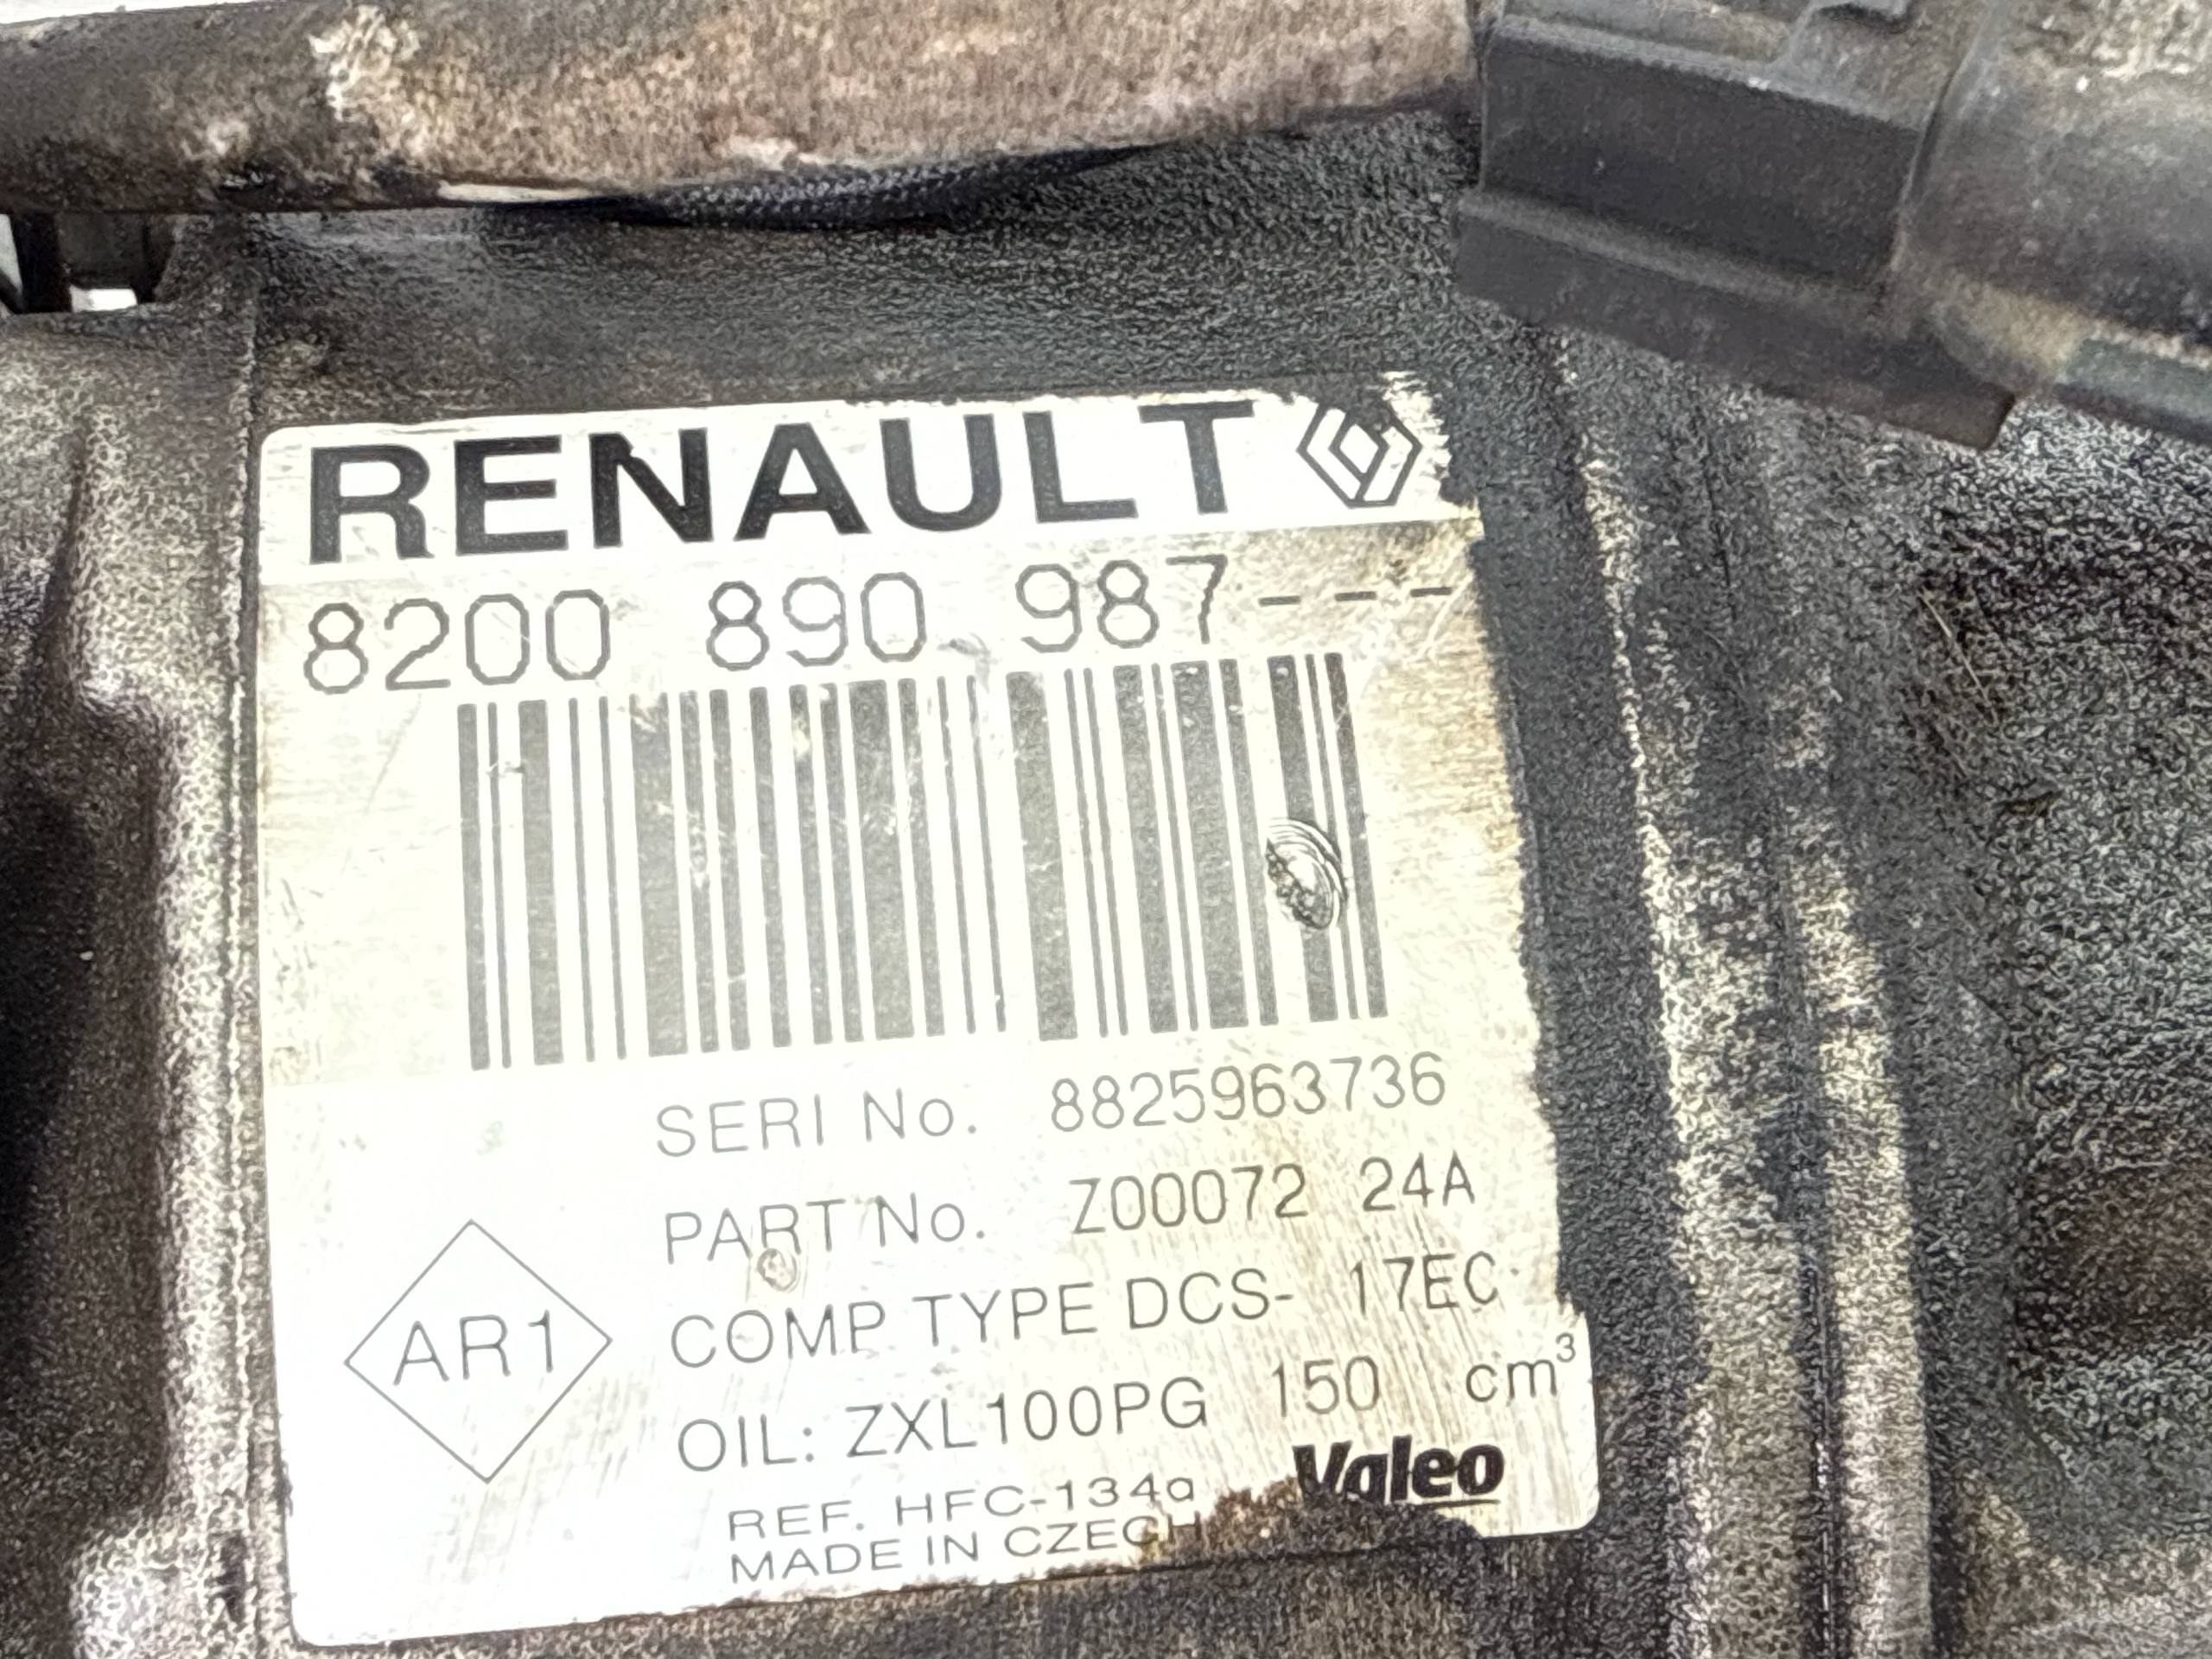 RENAULT
8200 890 987---
SERI No. 8825963736
PART No. Z00072 24A
COMP TYPE DCS- 17EC
AR1
OIL: ZXL100PG 150 cm³
Valeo
REF. HFC-134a
MADE IN CZECH